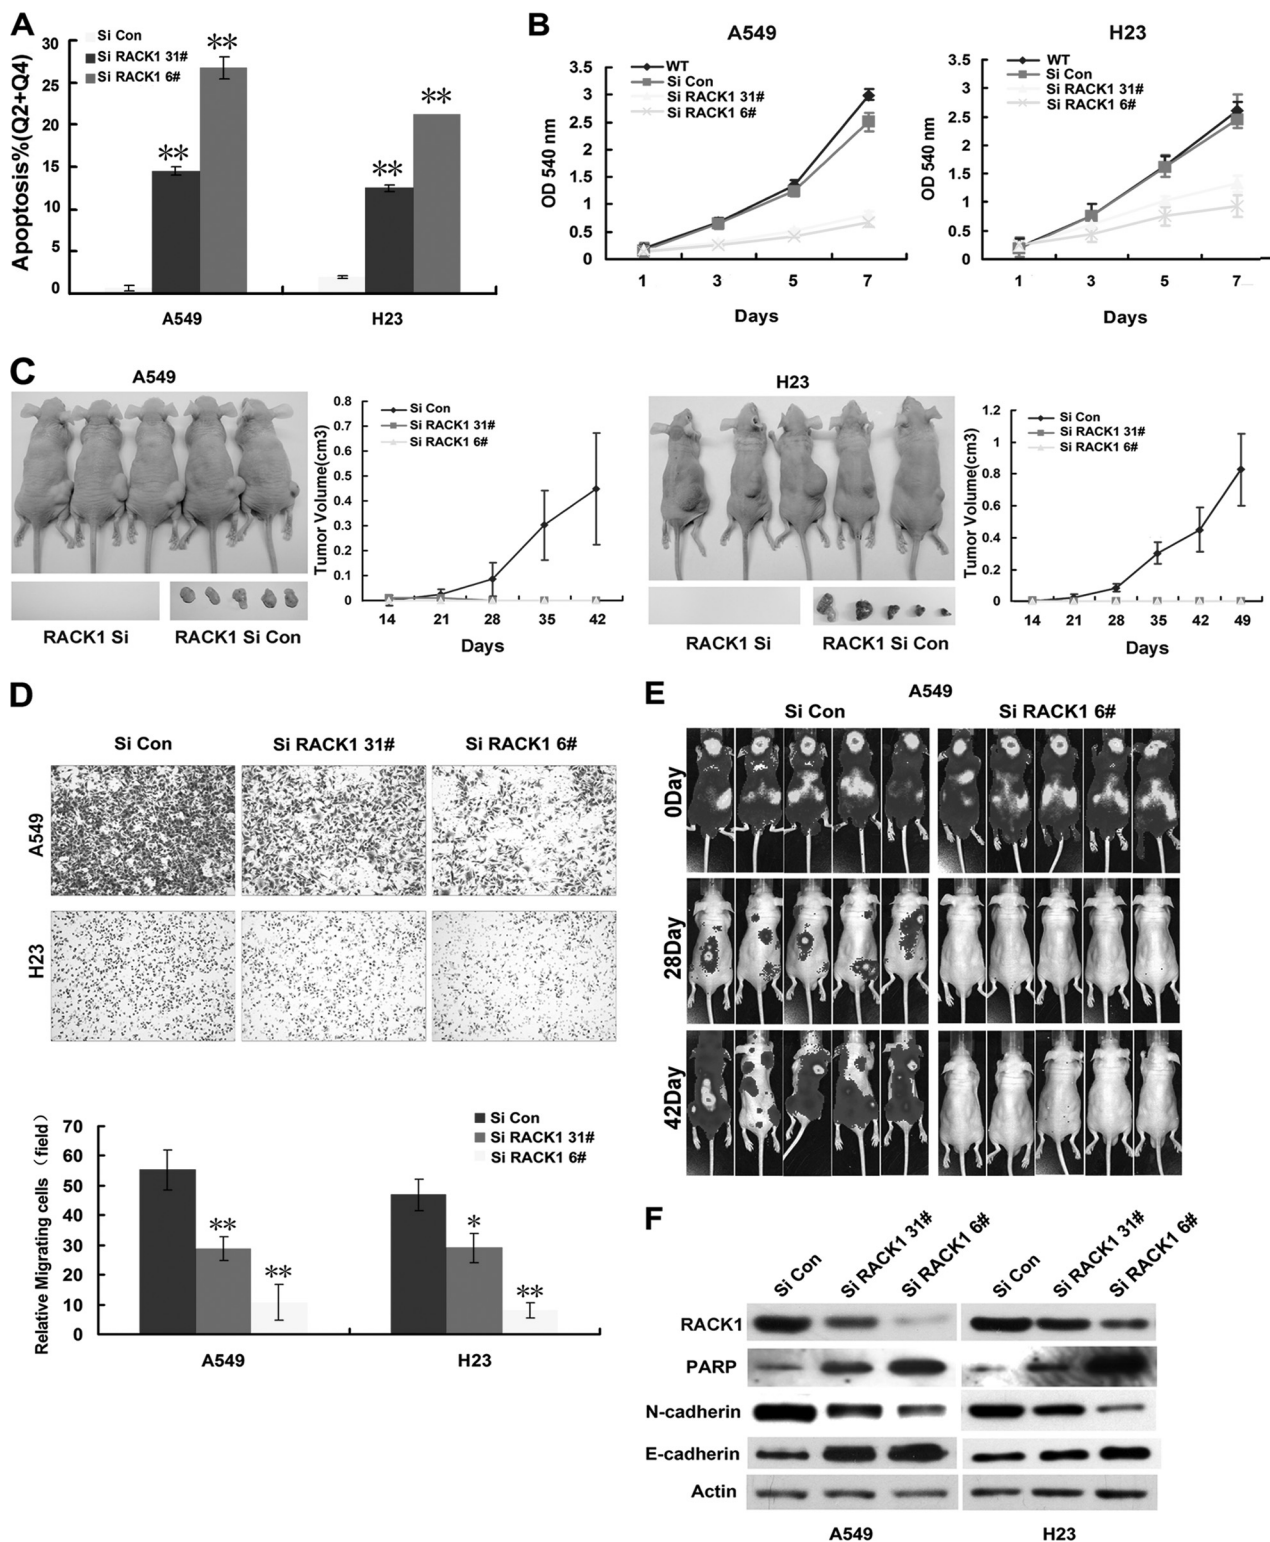 A
Apoptosis%(Q2+Q4)
Si Con
Si RACK1 31#
Si RACK1 6#
30
25
20
15
10
5
0
**
**
**
**
A549
H23
B
A549
OD 540 nm
WT
Si Con
Si RACK1 31#
Si RACK1 6#
3.5
3
2.5
2
1.5
1
0.5
0
1 3 5 7
Days
H23
OD 540 nm
WT
Si Con
Si RACK1 31#
Si RACK1 6#
3.5
3
2.5
2
1.5
1
0.5
0
1 3 5 7
Days
C
A549
RACK1 Si
RACK1 Si Con
Tumor Volume(cm3)
Si Con
Si RACK1 31#
Si RACK1 6#
0.8
0.7
0.6
0.5
0.4
0.3
0.2
0.1
0
14 21 28 35 42
Days
H23
RACK1 Si
RACK1 Si Con
Tumor Volume(cm3)
Si Con
Si RACK1 31#
Si RACK1 6#
1.2
1
0.8
0.6
0.4
0.2
0
14 21 28 35 42 49
Days
D
Si Con
Si RACK1 31#
Si RACK1 6#
A549
H23
Relative Migrating cells (field)
Si Con
Si RACK1 31#
Si RACK1 6#
70
60
50
40
30
20
10
0
**
**
*
**
A549
H23
E
A549
Si Con
Si RACK1 6#
0Day
28Day
42Day
F
Si Con
Si RACK1 31#
Si RACK1 6#
Si Con
Si RACK1 31#
Si RACK1 6#
RACK1
PARP
N-cadherin
E-cadherin
Actin
A549
H23